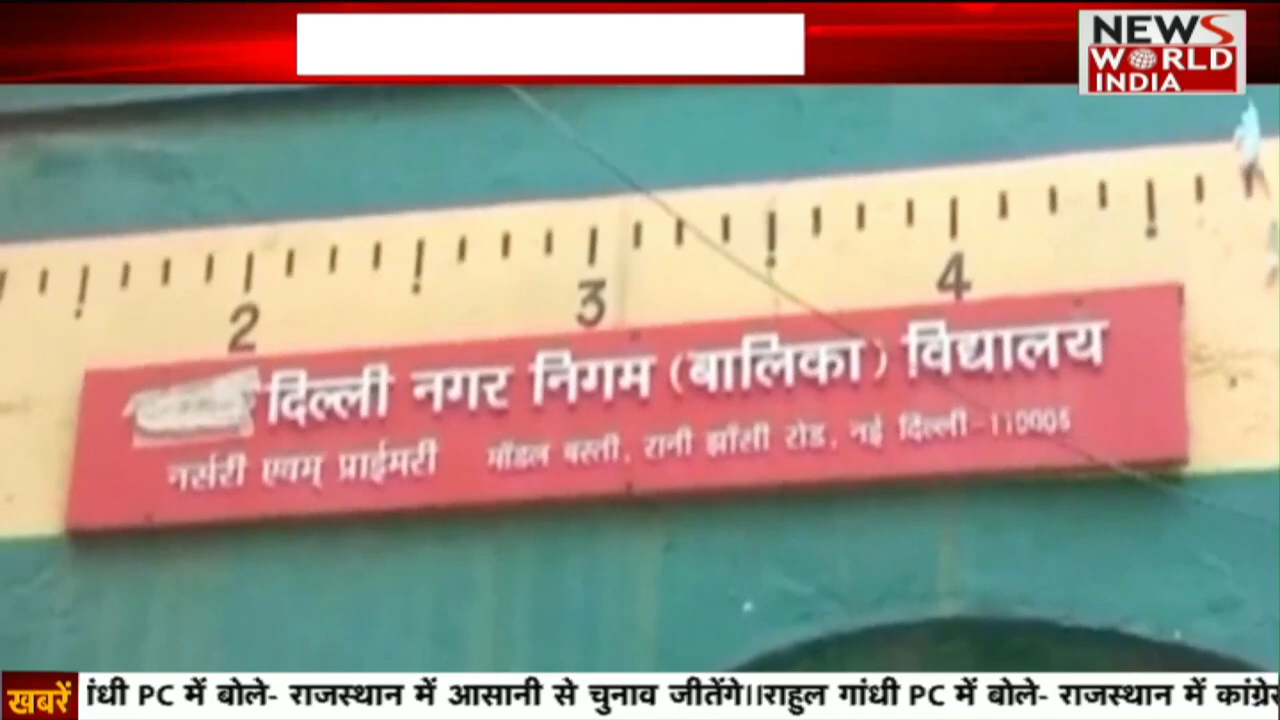 NEWS
WORLD
INDIA
2 3 4
दिल्ली नगर निगम (बालिका) विद्यालय
नर्सरी एवम् प्राईमरी मॉडल बस्ती, रानी झाँसी रोड, नई दिल्ली-110005
खबरें
गंधी PC में बोले- राजस्थान में आसानी से चुनाव जीतेंगे||राहुल गांधी PC में बोले- राजस्थान में